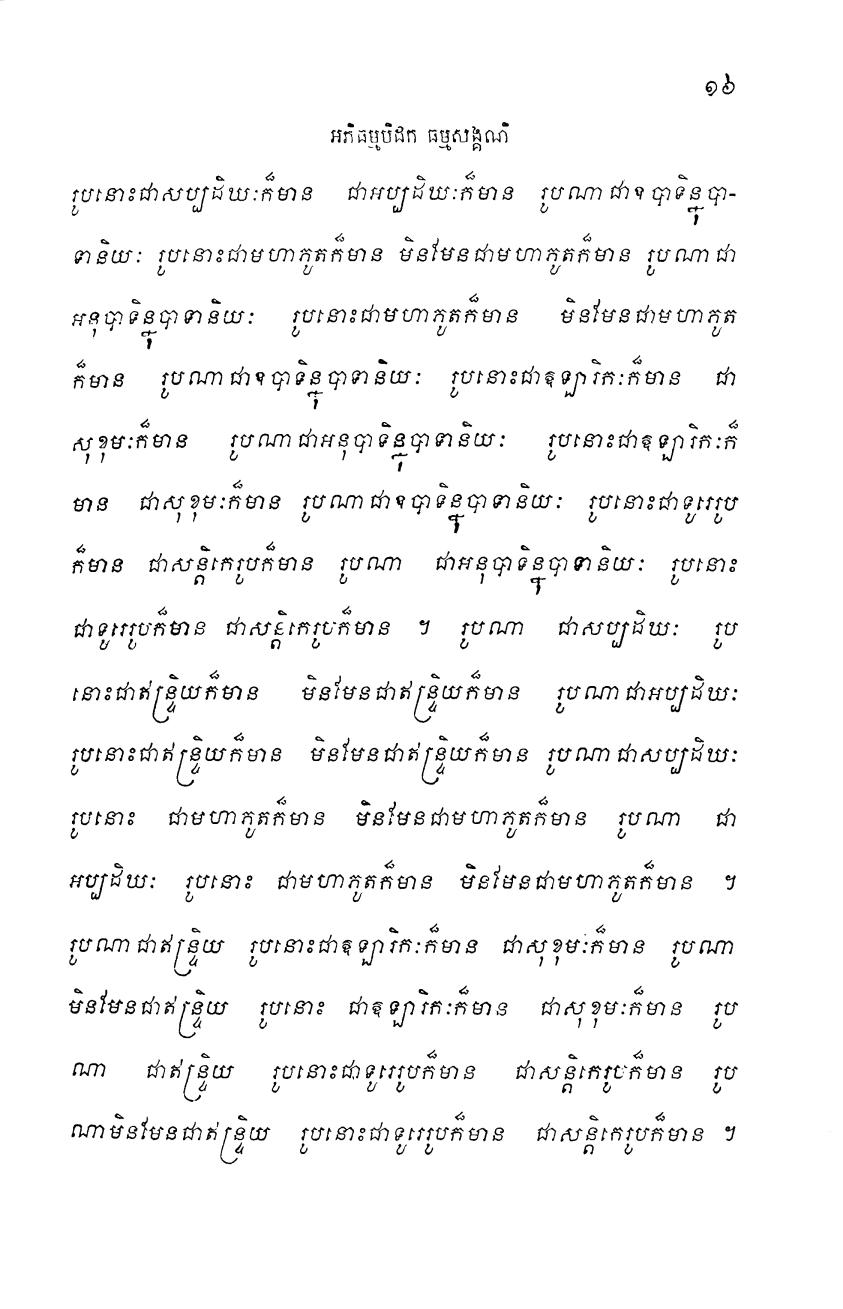 ១៦
អភិធម្មបិដក ធម្មសង្គណិ
រូបនោះជាសប្បដិឃៈក៏មាន ជាអប្បដិឃៈក៏មាន រូបណាជាឧបាទិន្នុបា-
ទានិយៈ រូបនោះជាមហាភូតក៏មាន មិនមែនជាមហាភូតក៏មាន រូបណាជា
អនុបាទិន្នុបាទានិយៈ រូបនោះជាមហាភូតក៏មាន មិនមែនជាមហាភូត
ក៏មាន រូបណាជាឧបាទិន្នុបាទានិយៈ រូបនោះជាឱឡារិកៈក៏មាន ជា
សុខុមៈក៏មាន រូបណាជាអនុបាទិន្នុបាទានិយៈ រូបនោះជាឱឡារិកៈក៏
មាន ជាសុខុមៈក៏មាន រូបណាជាឧបាទិន្នុបាទានិយៈ រូបនោះជាទូរេរូប
ក៏មាន ជាសន្តិកេរូបក៏មាន រូបណា ជាអនុបាទិន្នុបាទានិយៈ រូបនោះ
ជាទូរេរូបក៏មាន ជាសន្តិកេរូបក៏មាន ។ រូបណា ជាសប្បដិឃៈ រូប
នោះជាឥន្ទ្រិយក៏មាន មិនមែនជាឥន្ទ្រិយក៏មាន រូបណាជាអប្បដិឃៈ
រូបនោះជាឥន្ទ្រិយក៏មាន មិនមែនជាឥន្ទ្រិយក៏មាន រូបណាជាសប្បដិឃៈ
រូបនោះ ជាមហាភូតក៏មាន មិនមែនជាមហាភូតក៏មាន រូបណា ជា
អប្បដិឃៈ រូបនោះ ជាមហាភូតក៏មាន មិនមែនជាមហាភូតក៏មាន ។
រូបណាជាឥន្ទ្រិយ រូបនោះជាឱឡារិកៈក៏មាន ជាសុខុមៈក៏មាន រូបណា
មិនមែនជាឥន្ទ្រិយ រូបនោះ ជាឱឡារិកៈក៏មាន ជាសុខុមៈក៏មាន រូប
ណា ជាឥន្ទ្រិយ រូបនោះជាទូរេរូបក៏មាន ជាសន្តិកេរូបក៏មាន រូប
ណាមិនមែនជាឥន្ទ្រិយ រូបនោះជាទូរេរូបក៏មាន ជាសន្តិកេរូបក៏មាន ។